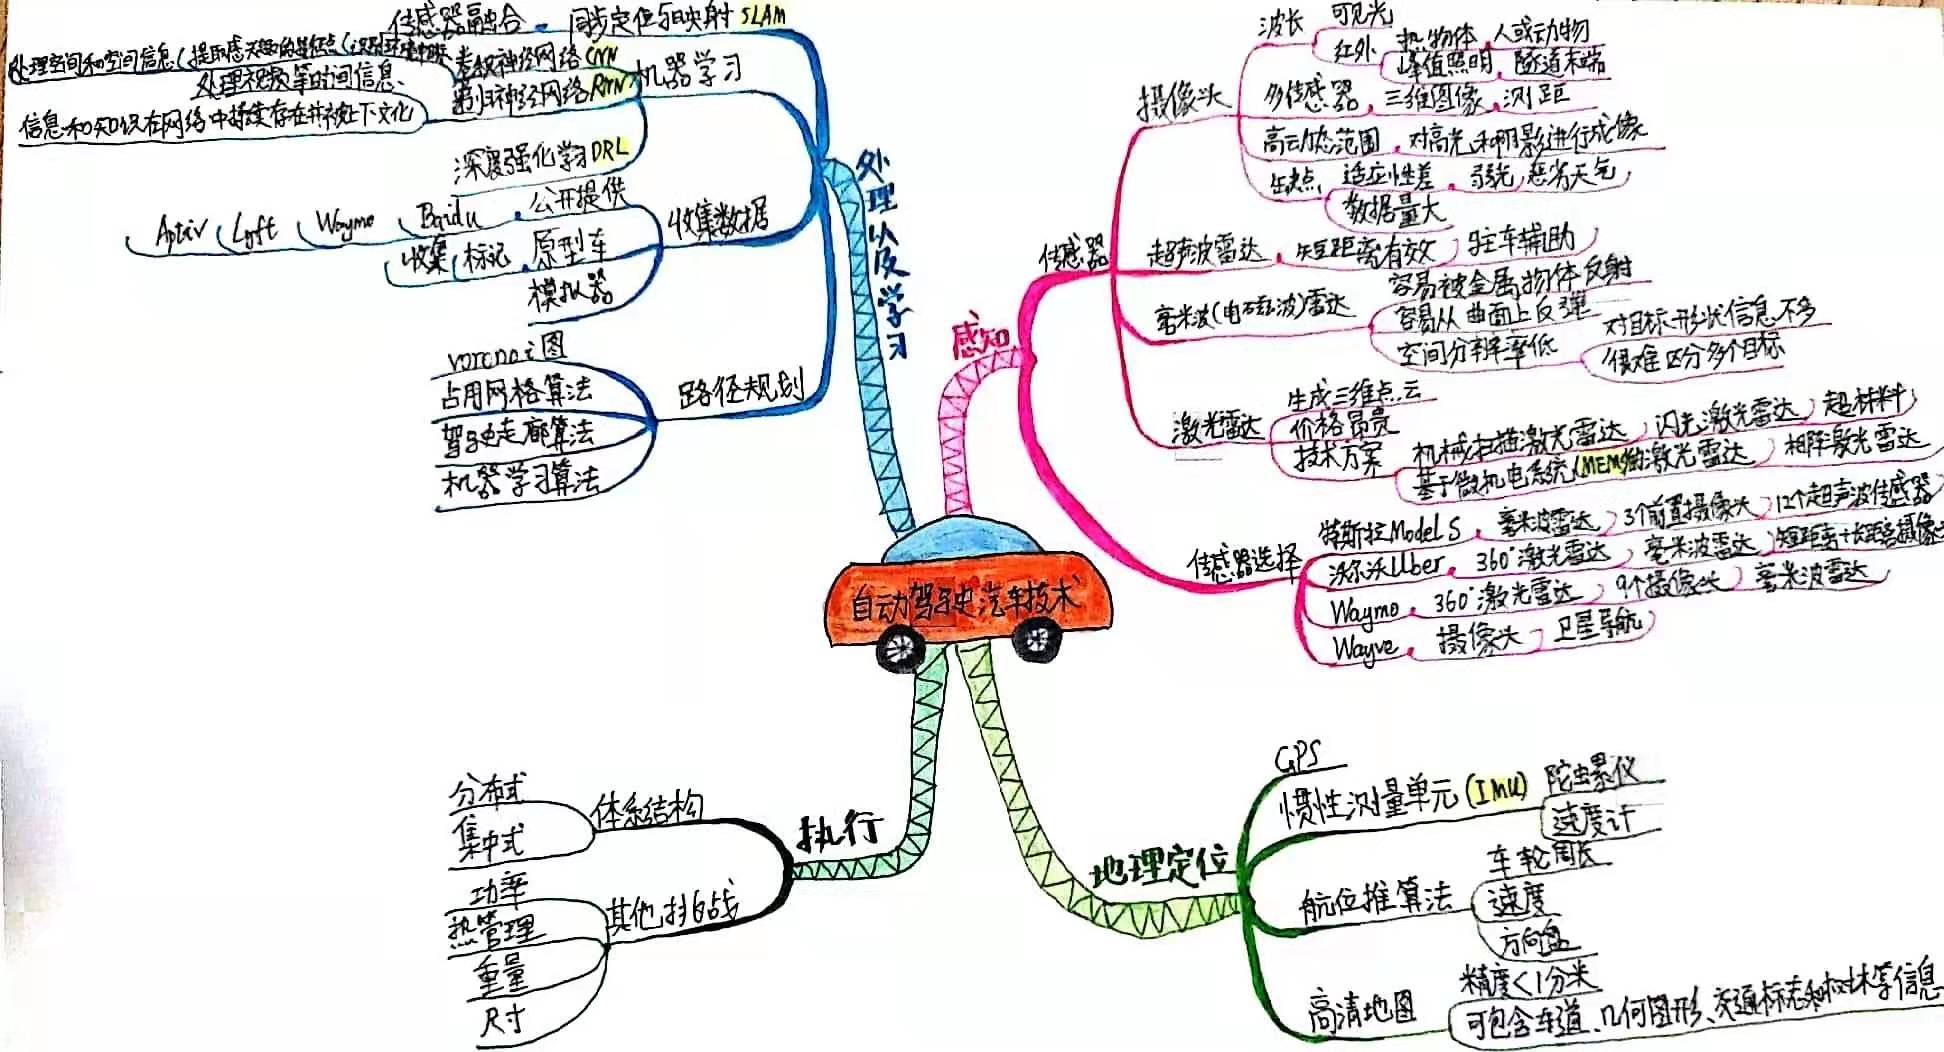 自动驾驶汽车技术
感知
传感器
摄像头
波长
可见光
红外
热物体
人或动物
峰值照明
隧道末端
多传感器
三维图像
测距
高动态范围
对高光和阴影进行成像
缺点
适应性差
弱光
恶劣天气
数据量大
超声波雷达
短距离有效
驻车辅助
毫米波(电磁波)雷达
容易被金属物体反射
容易从曲面上反弹
空间分辨率低
对目标形状信息不多
很难区分多个目标
激光雷达
生成三维点云
价格昂贵
技术方案
机械扫描激光雷达
闪光激光雷达
超材料
基于微机电系统(MEMS)的激光雷达
相阵激光雷达
传感器选择
特斯拉Model S
毫米波雷达
3个前置摄像头
12个超声波传感器
沃尔沃Uber
360°激光雷达
毫米波雷达
短距离+长距离摄像
Waymo
360°激光雷达
9个摄像头
毫米波雷达
Wayve
摄像头
卫星导航
地理定位
GPS
惯性测量单元(IMU)
陀螺仪
速度计
航位推算法
车轮周长
速度
方向盘
高清地图
精度<1分米
可包含车道、几何图形、交通标志和树木等信息
执行
体系结构
分布式
集中式
其他挑战
功率
热管理
重量
尺寸
处理以及学习
传感器融合
同步定位与映射 SLAM
机器学习
卷积神经网络 CNN
处理空间和空间信息
递归神经网络RNN
处理视频等时间信息
信息和知识在网络中持续存在并被上下文化
深度强化学习DRL
收集数据
公开提供
Baidu
Waymo
Lyft
Aptiv
原型车
标记
收集
模拟器
路径规划
voronoi图
占用网格算法
驾驶走廊算法
机器学习算法